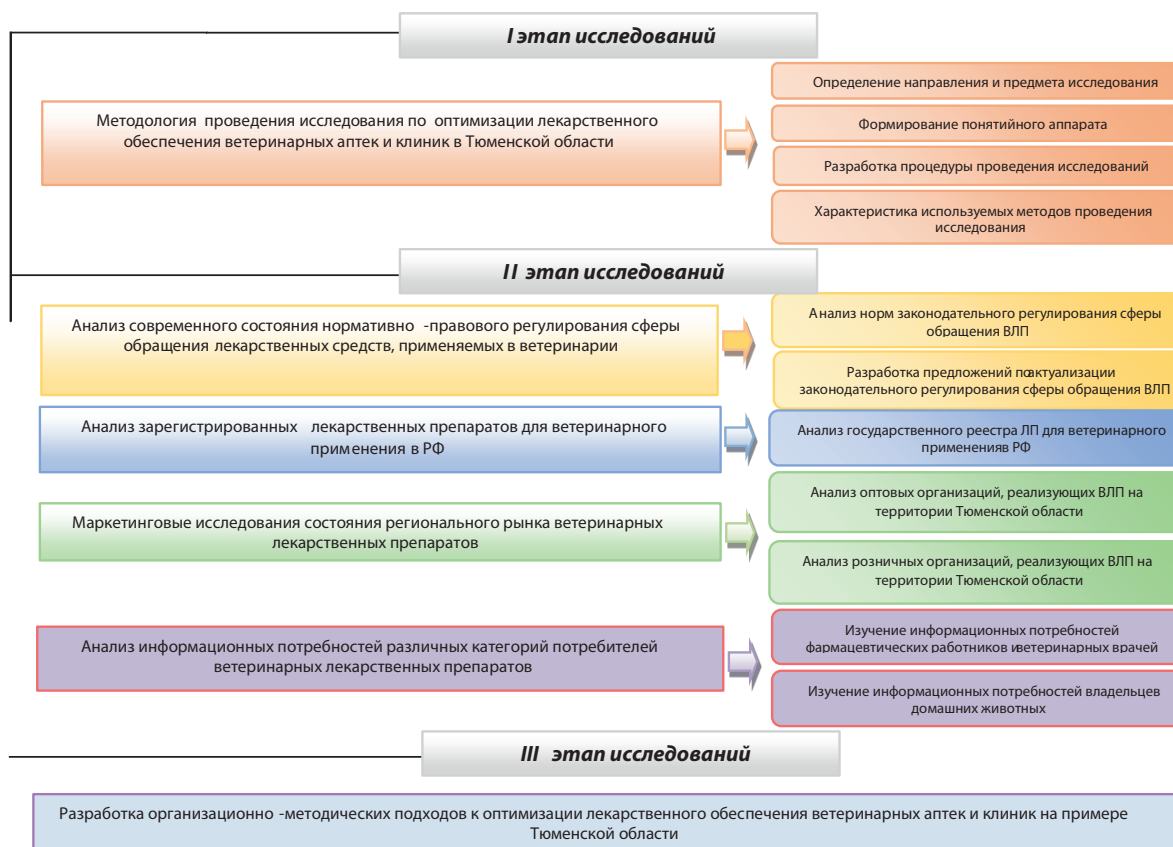 I этап исследований
Методология проведения исследования по оптимизации лекарственного
обеспечения ветеринарных аптек и клиник в Тюменской области
Определение направления и предмета исследования
Формирование понятийного аппарата
Разработка процедуры проведения исследований
Характеристика используемых методов проведения
исследования
II этап исследований
Анализ современного состояния нормативно -правового регулирования сферы
обращения лекарственных средств, применяемых в ветеринарии
Анализ норм законодательного регулирования сферы
обращения ВЛП
Разработка предложений поактуализации
законодательного регулирования сферы обращения ВЛП
Анализ зарегистрированных лекарственных препаратов для ветеринарного
применения в РФ
Анализ государственного реестра ЛП для ветеринарного
примененияв РФ
Маркетинговые исследования состояния регионального рынка ветеринарных
лекарственных препаратов
Анализ оптовых организаций, реализующих ВЛП на
территории Тюменской области
Анализ розничных организаций, реализующих ВЛП на
территории Тюменской области
Анализ информационных потребностей различных категорий потребителей
ветеринарных лекарственных препаратов
Изучение информационных потребностей
фармацевтических работников иветеринарных врачей
Изучение информационных потребностей владельцев
домашних животных
III этап исследований
Разработка организационно -методических подходов к оптимизации лекарственного обеспечения ветеринарных аптек и клиник на примере
Тюменской области